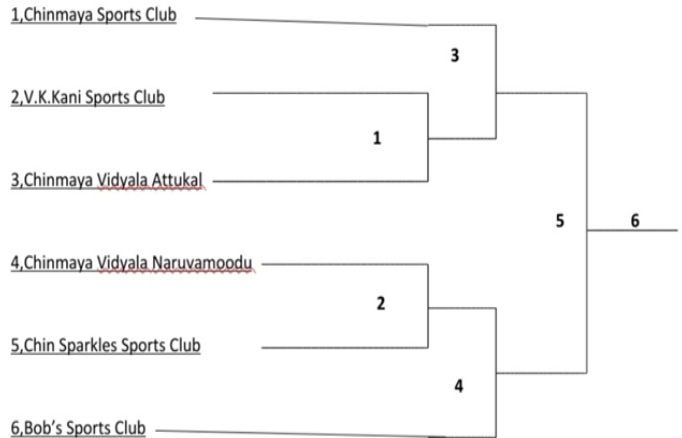 1,Chinmaya Sports Club
3
2,V.K.Kani Sports Club
1
3,Chinmaya Vidyala Attukal
5
6
4,Chinmaya Vidyala Naruvamoodu
2
5,Chin Sparkles Sports Club
4
6,Bob's Sports Club